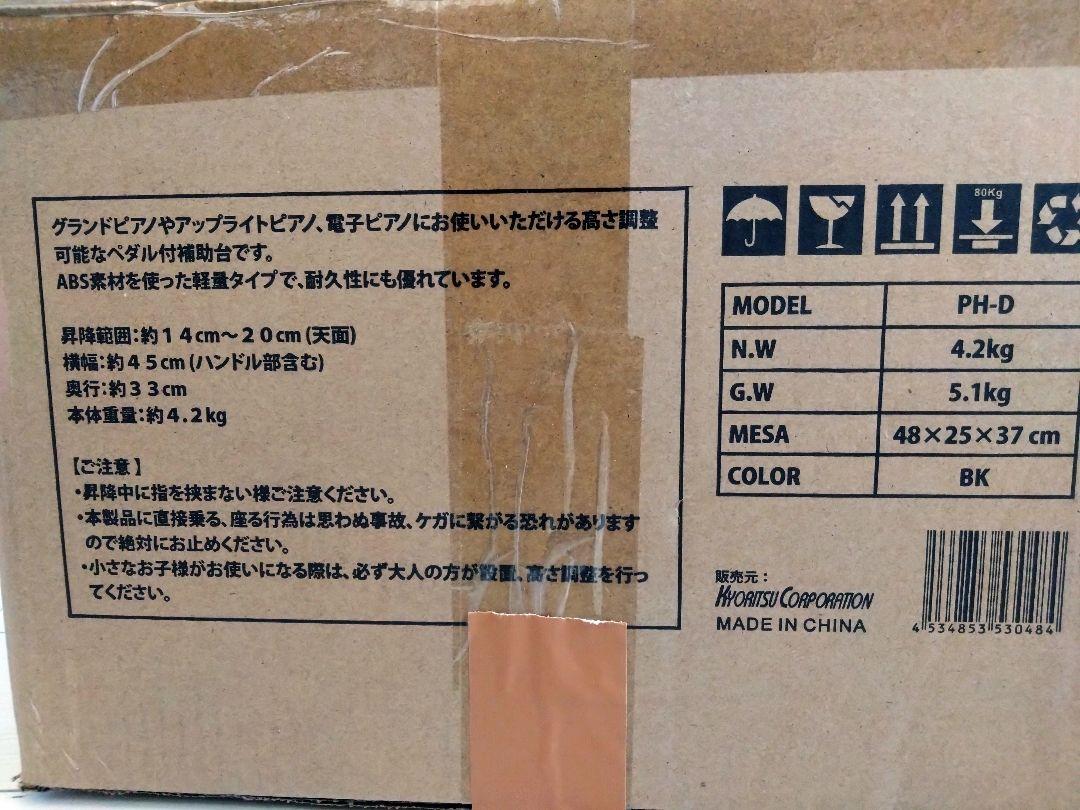 グランドピアノやアップライトピアノ、電子ピアノにお使いいただける高さ調整
可能なペダル付補助台です。
ABS素材を使った軽量タイプで、耐久性にも優れています。
昇降範囲:約14cm～20cm(天面)
横幅:約45cm(ハンドル部含む)
奥行:約33cm
本体重量:約4.2kg
【ご注意】
・昇降中に指を挟まない様ご注意ください。
・本製品に直接乗る、座る行為は思わぬ事故、ケガに繋がる恐れがあります
ので絶対にお止めください。
・小さなお子様がお使いになる際は、必ず大人の方が設置、高さ調整を行っ
てください。
80Kg
MODEL PH-D
N.W 4.2kg
G.W 5.1kg
MESA 48×25×37 cm
COLOR BK
販売元：
KYORITSU CORPORATION
MADE IN CHINA
4 534853 530484